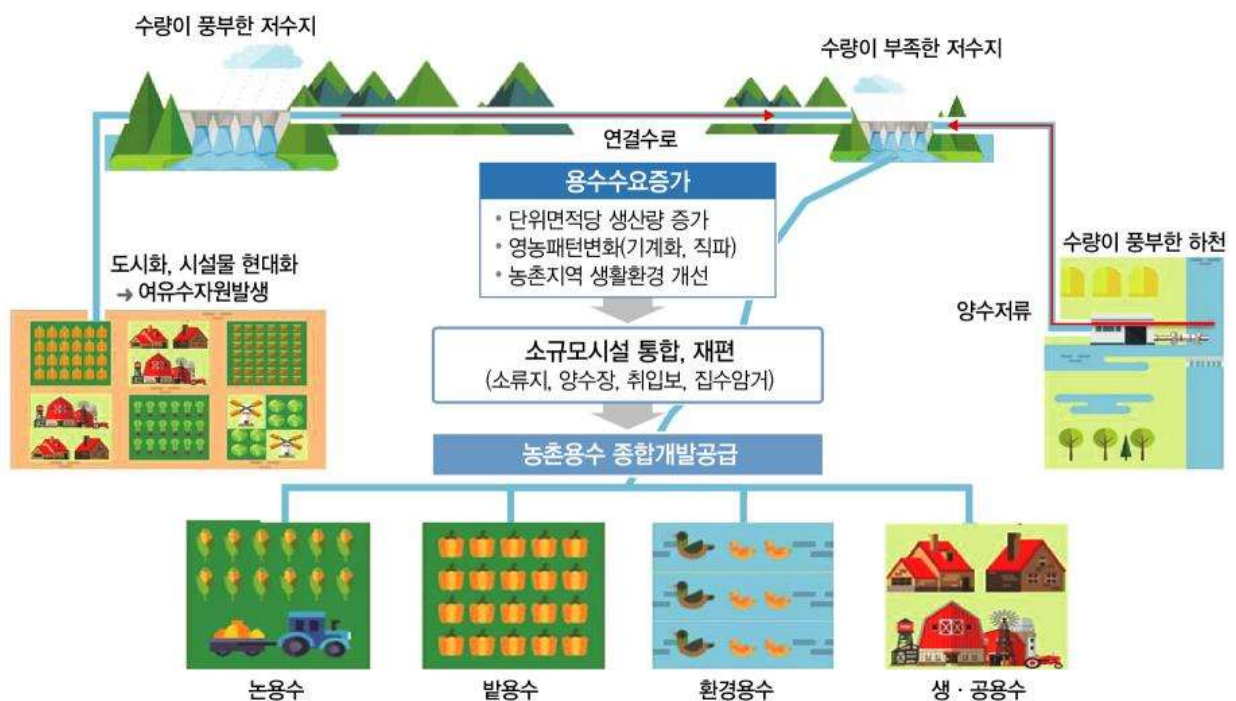 수량이 풍부한 저수지
수량이 부족한 저수지
연결수로
용수수요증가
• 단위면적당 생산량 증가
• 영농패턴변화(기계화, 직파)
• 농촌지역 생활환경 개선
수량이 풍부한 하천
도시화, 시설물 현대화
→ 여유수자원발생
양수저류
소규모시설 통합, 재편
(소류지, 양수장, 취입보, 집수암거)
농촌용수 종합개발공급
논용수
밭용수
환경용수
생 · 공용수